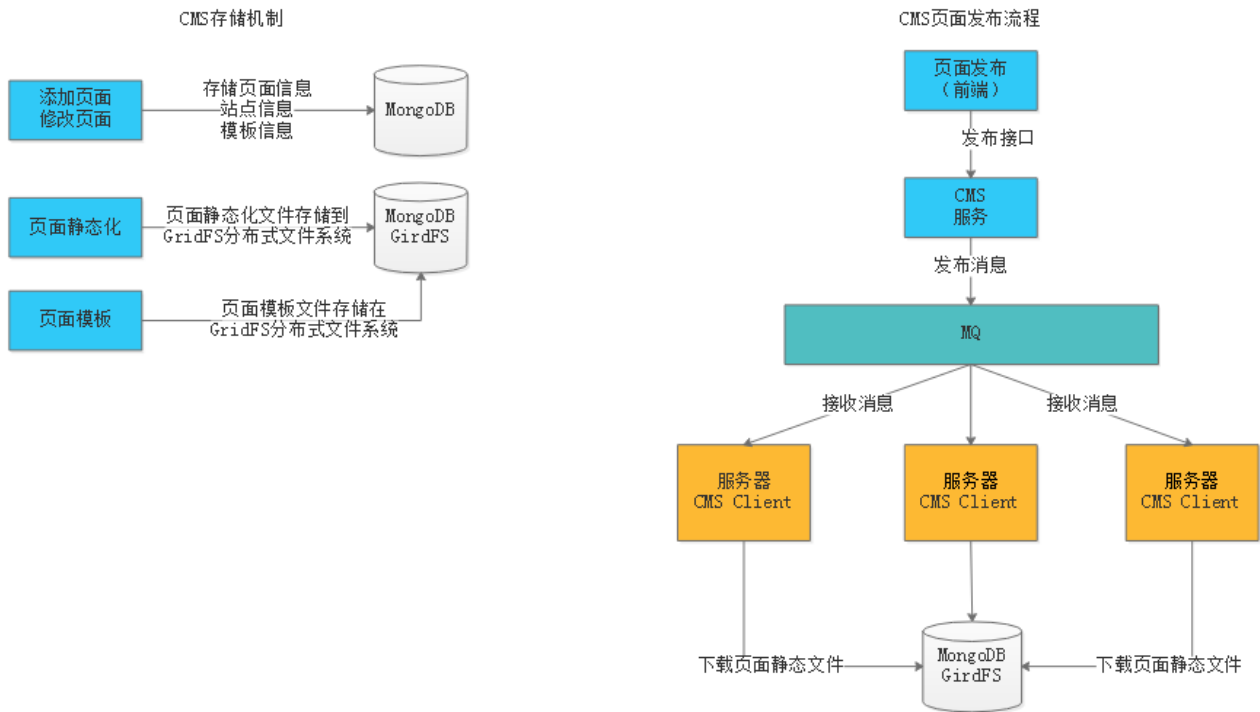 CMS存储机制
添加页面
修改页面
存储页面信息
站点信息
模板信息
MongoDB
页面静态化
页面静态化文件存储到
GridFS分布式文件系统
MongoDB
GirdFS
页面模板
页面模板文件存储在
GridFS分布式文件系统
CMS页面发布流程
页面发布
（前端）
发布接口
CMS
服务
发布消息
MQ
接收消息
接收消息
服务器
CMS Client
服务器
CMS Client
服务器
CMS Client
下载页面静态文件
MongoDB
GirdFS
下载页面静态文件